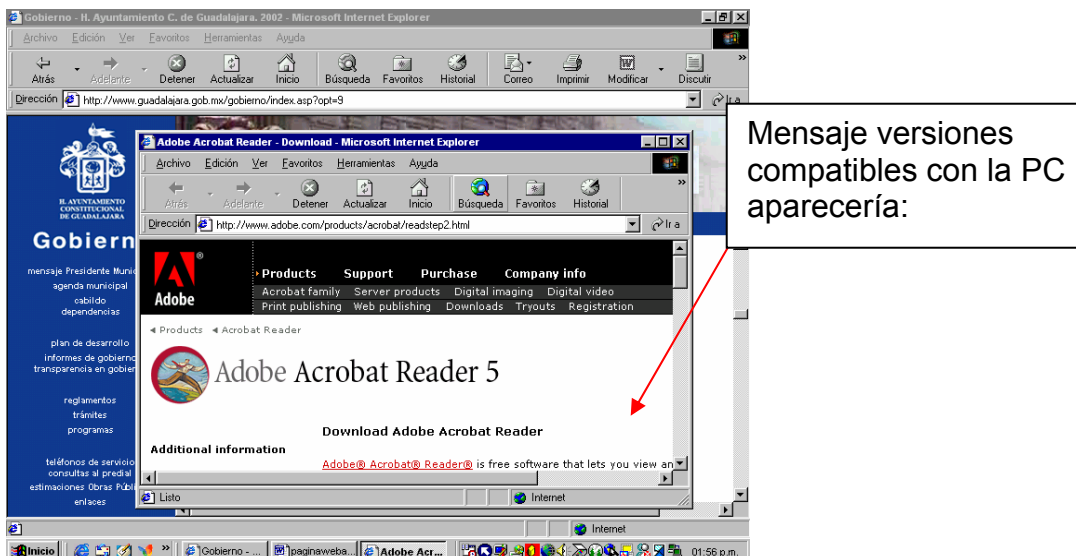 Gobierno - H. Ayuntamiento C. de Guadalajara. 2002 - Microsoft Internet Explorer
Archivo Edición Ver Favoritos Herramientas Ayuda
Atrás Adelante Detener Actualizar Inicio Búsqueda Favoritos Historial Correo Imprimir Modificar Discutir
Dirección http://www.guadalajara.gob.mx/gobierno/index.asp?opt=9 Ir a
H. AYUNTAMIENTO
CONSTITUCIONAL
DE GUADALAJARA
Gobiern
mensaje Presidente Munic
agenda municipal
cabildo
dependencias
plan de desarrollo
informes de gobierno
transparencia en gobier
reglamentos
trámites
programas
teléfonos de servicio
consultas al predial
estimaciones Obras Públi
enlaces
Adobe Acrobat Reader - Download - Microsoft Internet Explorer
Archivo Edición Ver Favoritos Herramientas Ayuda
Atrás Adelante Detener Actualizar Inicio Búsqueda Favoritos Historial
Dirección http://www.adobe.com/products/acrobat/readstep2.html Ir a
Adobe
Products Support Purchase Company info
Acrobat family Server products Digital imaging Digital video
Print publishing Web publishing Downloads Tryouts Registration
Products Acrobat Reader
Adobe Acrobat Reader 5
Download Adobe Acrobat Reader
Additional information
Adobe® Acrobat® Reader® is free software that lets you view an
Listo Internet
Internet
Inicio » Gobierno - ... paginaweba... Adobe Acr... 01:56 p.m.
Mensaje versiones
compatibles con la PC
aparecería: